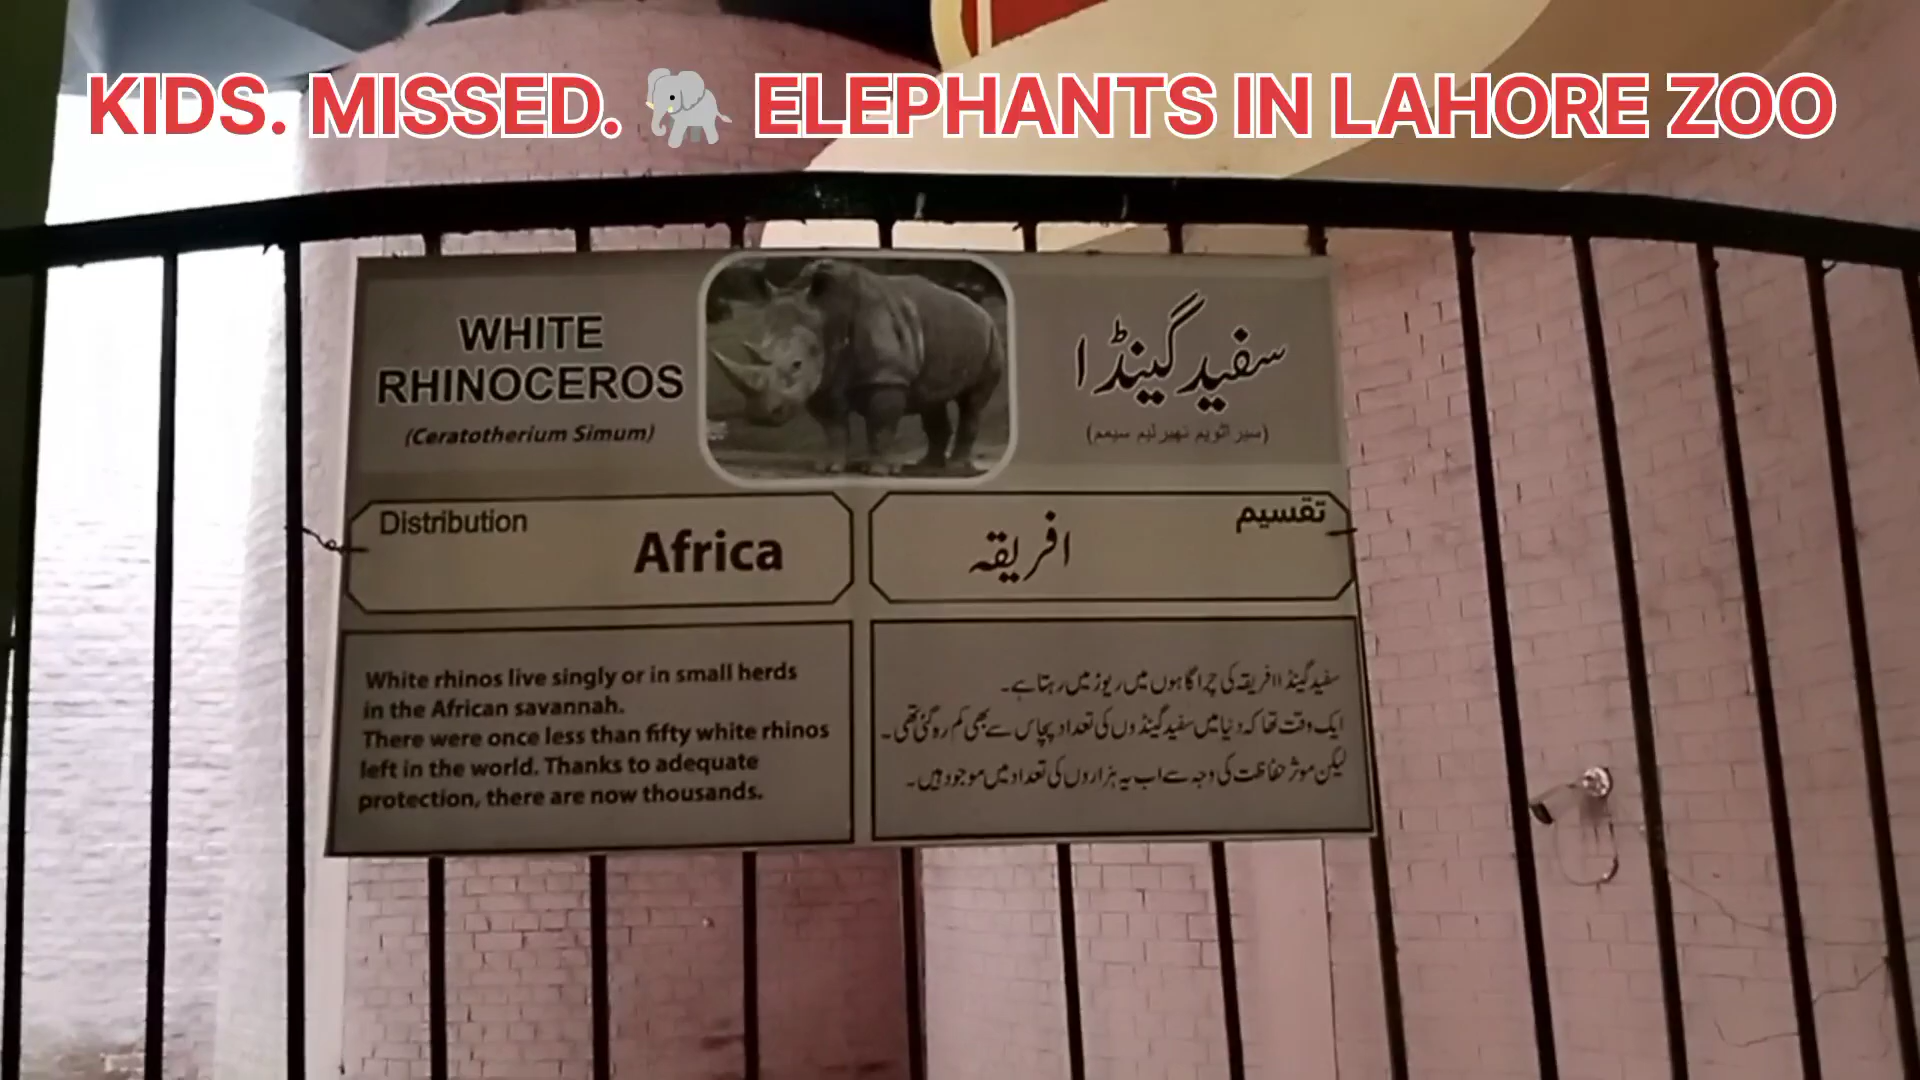 KIDS. MISSED. 🐘 ELEPHANTS IN LAHORE ZOO
WHITE
RHINOCEROS
(Ceratotherium Simum)
سفید گینڈا
Distribution
Africa
تقسیم
افریقہ
White rhinos live singly or in small herds
in the African savannah.
There were once less than fifty white rhinos
left in the world. Thanks to adequate
protection, there are now thousands.
سفید گینڈا افریقہ کی چراگاہوں میں ریوڑ میں رہتا ہے۔
ایک وقت تھا کہ دنیا میں سفید گینڈوں کی تعداد پچاس سے بھی کم رہ گئی تھی۔
لیکن موثر حفاظت کی وجہ سے اب یہ ہزاروں کی تعداد میں موجود ہیں۔